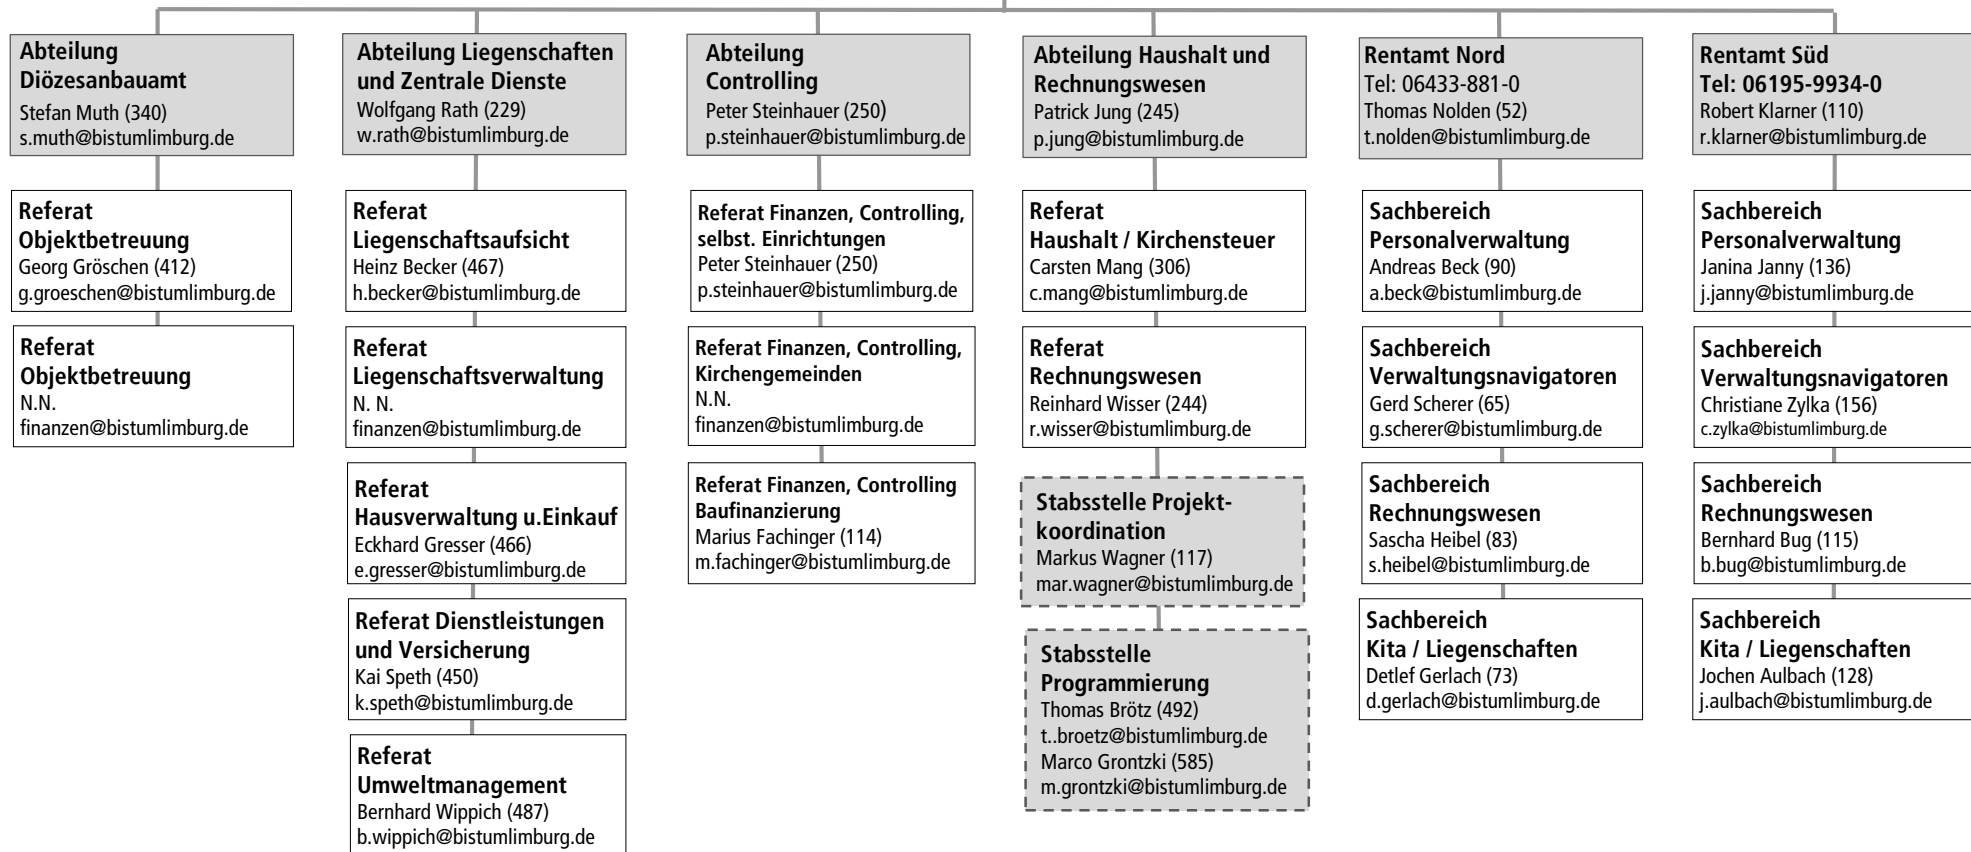 Abteilung
Diözesanbauamt
Stefan Muth (340)
s.muth@bistumlimburg.de
Referat
Objektbetreuung
Georg Gröschen (412)
g.groeschen@bistumlimburg.de
Referat
Objektbetreuung
N.N.
finanzen@bistumlimburg.de
Abteilung Liegenschaften
und Zentrale Dienste
Wolfgang Rath (229)
w.rath@bistumlimburg.de
Referat
Liegenschaftsaufsicht
Heinz Becker (467)
h.becker@bistumlimburg.de
Referat
Liegenschaftsverwaltung
N. N.
finanzen@bistumlimburg.de
Referat
Hausverwaltung u.Einkauf
Eckhard Gresser (466)
e.gresser@bistumlimburg.de
Referat Dienstleistungen
und Versicherung
Kai Speth (450)
k.speth@bistumlimburg.de
Referat
Umweltmanagement
Bernhard Wippich (487)
b.wippich@bistumlimburg.de
Abteilung
Controlling
Peter Steinhauer (250)
p.steinhauer@bistumlimburg.de
Referat Finanzen, Controlling,
selbst. Einrichtungen
Peter Steinhauer (250)
p.steinhauer@bistumlimburg.de
Referat Finanzen, Controlling,
Kirchengemeinden
N.N.
finanzen@bistumlimburg.de
Referat Finanzen, Controlling
Baufinanzierung
Marius Fachinger (114)
m.fachinger@bistumlimburg.de
Abteilung Haushalt und
Rechnungswesen
Patrick Jung (245)
p.jung@bistumlimburg.de
Referat
Haushalt / Kirchensteuer
Carsten Mang (306)
c.mang@bistumlimburg.de
Referat
Rechnungswesen
Reinhard Wisser (244)
r.wisser@bistumlimburg.de
Stabsstelle Projekt-
koordination
Markus Wagner (117)
mar.wagner@bistumlimburg.de
Stabsstelle
Programmierung
Thomas Brötz (492)
t..broetz@bistumlimburg.de
Marco Grontzki (585)
m.grontzki@bistumlimburg.de
Rentamt Nord
Tel: 06433-881-0
Thomas Nolden (52)
t.nolden@bistumlimburg.de
Sachbereich
Personalverwaltung
Andreas Beck (90)
a.beck@bistumlimburg.de
Sachbereich
Verwaltungsnavigatoren
Gerd Scherer (65)
g.scherer@bistumlimburg.de
Sachbereich
Rechnungswesen
Sascha Heibel (83)
s.heibel@bistumlimburg.de
Sachbereich
Kita / Liegenschaften
Detlef Gerlach (73)
d.gerlach@bistumlimburg.de
Rentamt Süd
Tel: 06195-9934-0
Robert Klarner (110)
r.klarner@bistumlimburg.de
Sachbereich
Personalverwaltung
Janina Janny (136)
j.janny@bistumlimburg.de
Sachbereich
Verwaltungsnavigatoren
Christiane Zylka (156)
c.zylka@bistumlimburg.de
Sachbereich
Rechnungswesen
Bernhard Bug (115)
b.bug@bistumlimburg.de
Sachbereich
Kita / Liegenschaften
Jochen Aulbach (128)
j.aulbach@bistumlimburg.de